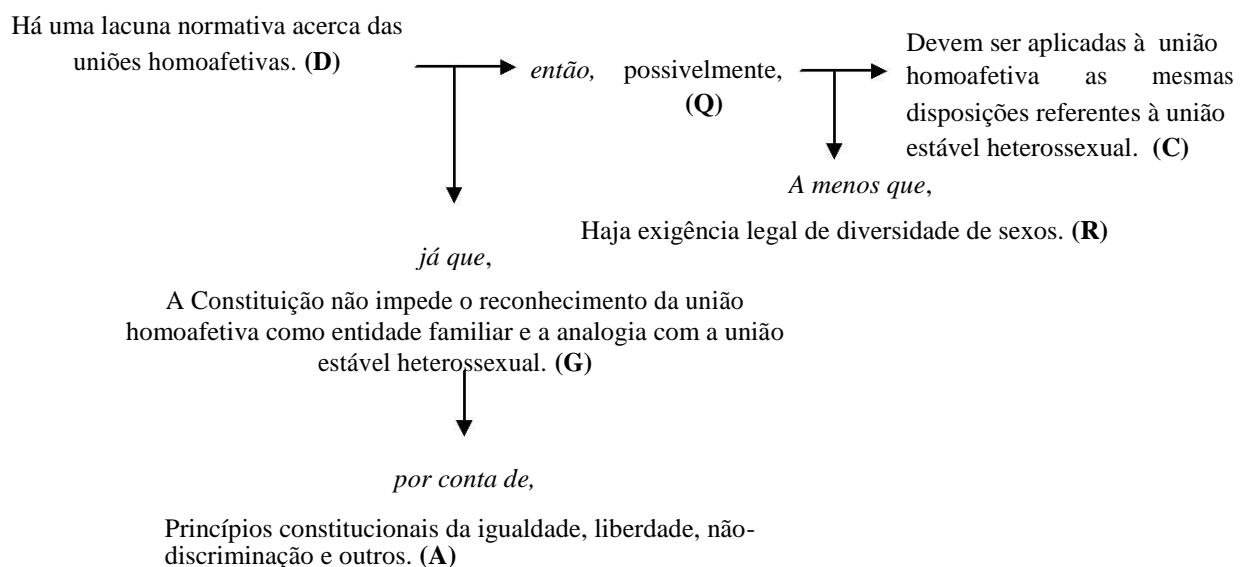 Há uma lacuna normativa acerca das
uniões homoafetivas. (D)
então, possivelmente,
(Q)
Devem ser aplicadas à união
homoafetiva as mesmas
disposições referentes à união
estável heterossexual. (C)
A menos que,
Haja exigência legal de diversidade de sexos. (R)
já que,
A Constituição não impede o reconhecimento da união
homoafetiva como entidade familiar e a analogia com a união
estável heterossexual. (G)
por conta de,
Princípios constitucionais da igualdade, liberdade, não-
discriminação e outros. (A)